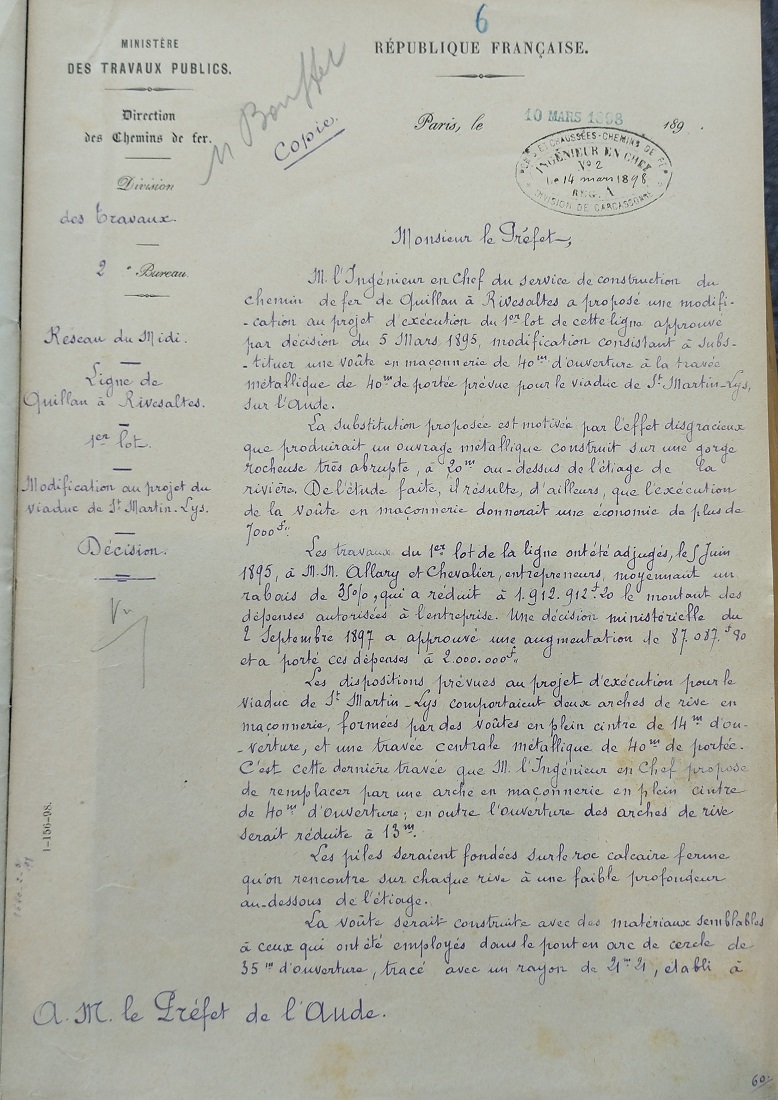 6
MINISTÈRE
DES TRAVAUX PUBLICS.
Direction
des Chemins de fer.
Division
des Travaux.
2e Bureau.
Réseau du Midi.
Ligne de
Quillan à Rivesaltes.
1er lot.
Modification au projet du
viaduc de St Martin-Lys.
Décision.
Vu
1-156-98.
M Bouffet
Copie
RÉPUBLIQUE FRANÇAISE.
Paris, le 10 MARS 1898 189 .
PONTS ET CHAUSSÉES-CHEMINS DE FER
INGÉNIEUR EN CHEF
No 2
Le 14 mars 1898
REG. 1
DIVISION DE CARCASSONNE
Monsieur le Préfet,
M. l'Ingénieur en Chef du service de construction du
chemin de fer de Quillan à Rivesaltes a proposé une modifi-
-cation au projet d'exécution du 1er lot de cette ligne approuvé
par décision du 5 Mars 1895, modification consistant à subs-
-tituer une voûte en maçonnerie de 40m d'ouverture à la travée
métallique de 40m de portée prévue pour le viaduc de St Martin-Lys,
sur l'Aude.
La substitution proposée est motivée par l'effet disgracieux
que produirait un ouvrage métallique construit sur une gorge
rocheuse très abrupte, à 20m au-dessus de l'étiage de la
rivière. De l'étude faite, il résulte, d'ailleurs, que l'exécution
de la voûte en maçonnerie donnerait une économie de plus de
7000f.
Les travaux du 1er lot de la ligne ont été adjugés, le 5 Juin
1895, à M.M. Allary et Chevalier, entrepreneurs, moyennant un
rabais de 35%, qui a réduit à 1.912.912f20 le montant des
dépenses autorisées à l'entreprise. Une décision ministérielle du
2 Septembre 1897 a approuvé une augmentation de 87.087f80
et a porté ces dépenses à 2.000.000f.
Les dispositions prévues au projet d'exécution pour le
viaduc de St Martin-Lys comportaient deux arches de rive en
maçonnerie, formées par des voûtes en plein cintre de 14m d'ou-
-verture, et une travée centrale métallique de 40m de portée.
C'est cette dernière travée que M. l'Ingénieur en Chef propose
de remplacer par une arche en maçonnerie en plein cintre
de 40m d'ouverture; en outre l'ouverture des arches de rive
serait réduite à 13m.
Les piles seraient fondées sur le roc calcaire ferme
qu'on rencontre sur chaque rive à une faible profondeur
au-dessous de l'étiage.
La voûte serait construite avec des matériaux semblables
à ceux qui ont été employés dans le pont en arc de cercle de
35m d'ouverture, tracé avec un rayon de 21m21, établi à
A. M. le Préfet de l'Aude.
60.